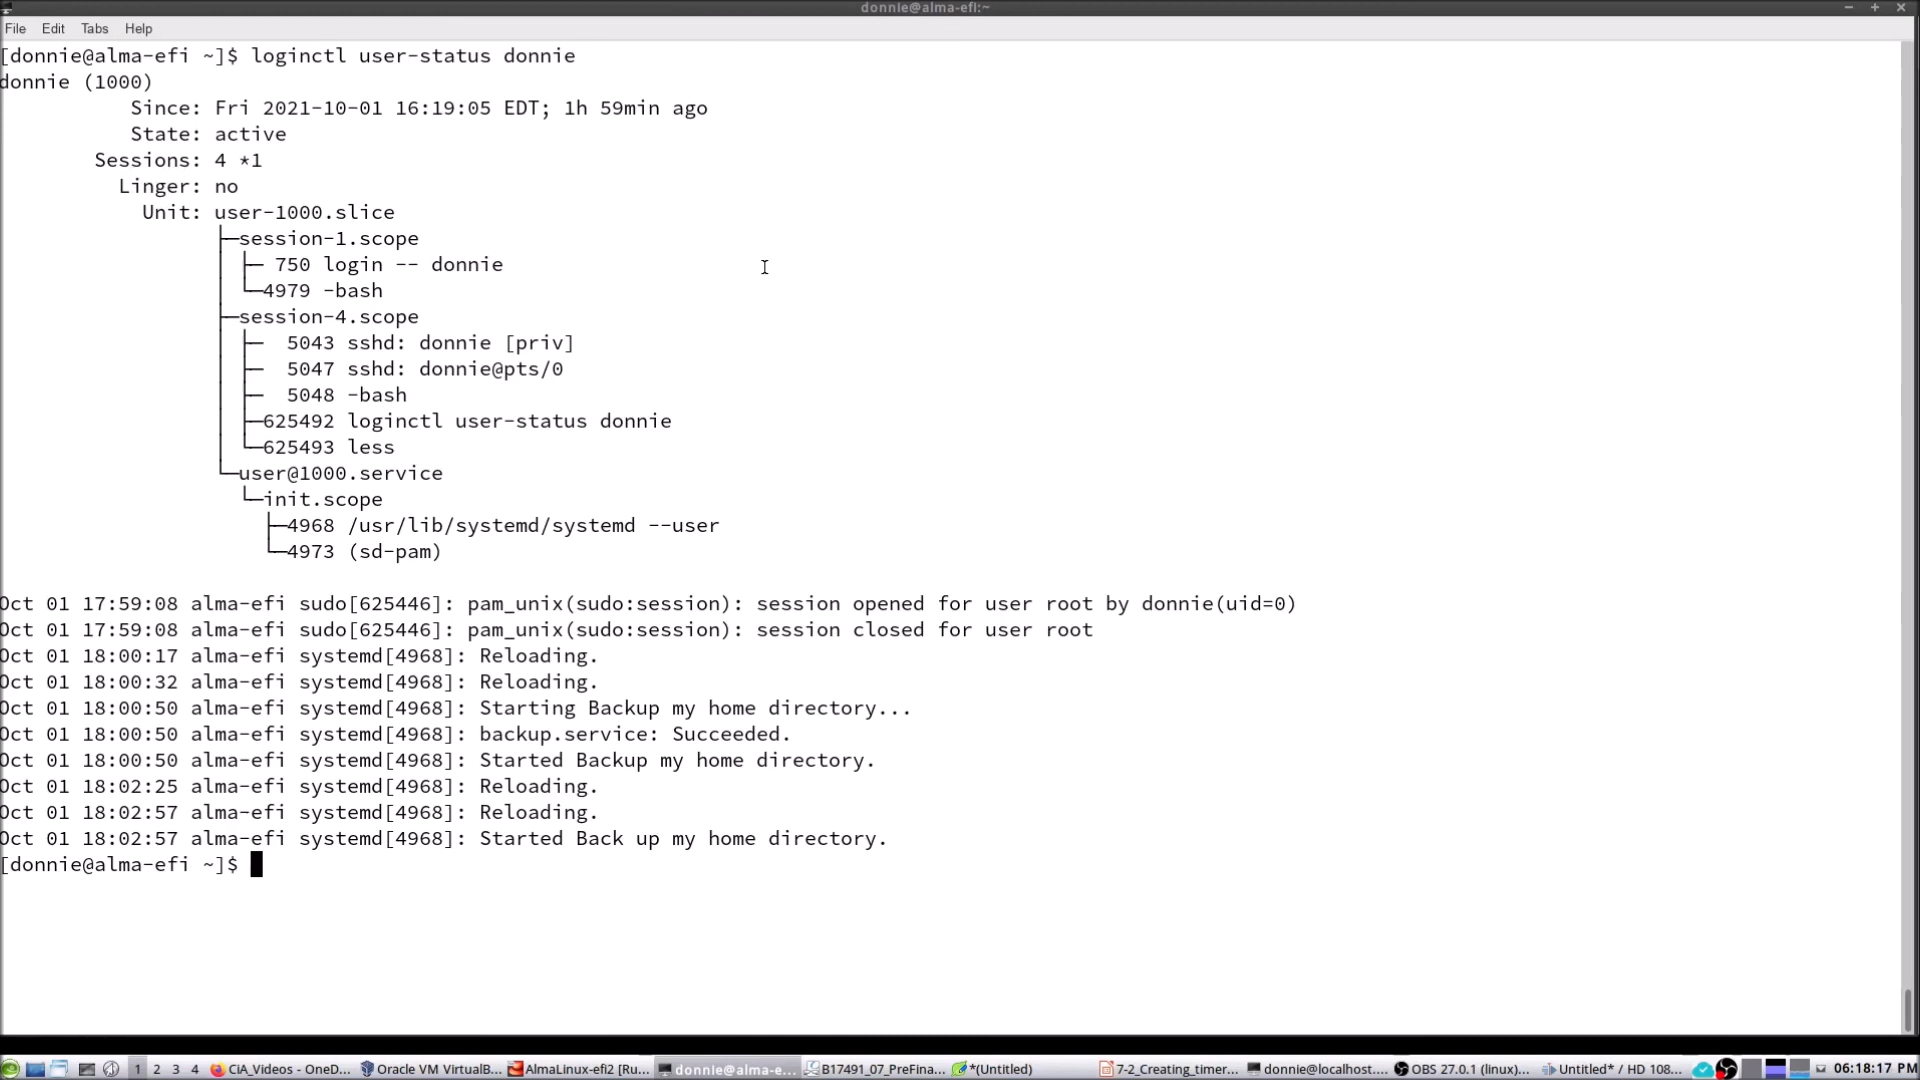 donnie@alma-efi:~
File Edit Tabs Help
[donnie@alma-efi ~]$ loginctl user-status donnie
donnie (1000)
Since: Fri 2021-10-01 16:19:05 EDT; 1h 59min ago
State: active
Sessions: 4 *1
Linger: no
Unit: user-1000.slice
├─session-1.scope
│ ├─ 750 login -- donnie
│ └─4979 -bash
├─session-4.scope
│ ├─ 5043 sshd: donnie [priv]
│ ├─ 5047 sshd: donnie@pts/0
│ ├─ 5048 -bash
│ ├─625492 loginctl user-status donnie
│ └─625493 less
└─user@1000.service
└─init.scope
├─4968 /usr/lib/systemd/systemd --user
└─4973 (sd-pam)
Oct 01 17:59:08 alma-efi sudo[625446]: pam_unix(sudo:session): session opened for user root by donnie(uid=0)
Oct 01 17:59:08 alma-efi sudo[625446]: pam_unix(sudo:session): session closed for user root
Oct 01 18:00:17 alma-efi systemd[4968]: Reloading.
Oct 01 18:00:32 alma-efi systemd[4968]: Reloading.
Oct 01 18:00:50 alma-efi systemd[4968]: Starting Backup my home directory...
Oct 01 18:00:50 alma-efi systemd[4968]: backup.service: Succeeded.
Oct 01 18:00:50 alma-efi systemd[4968]: Started Backup my home directory.
Oct 01 18:02:25 alma-efi systemd[4968]: Reloading.
Oct 01 18:02:57 alma-efi systemd[4968]: Reloading.
Oct 01 18:02:57 alma-efi systemd[4968]: Started Back up my home directory.
[donnie@alma-efi ~]$
1 2 3 4 CiA_Videos - OneD... Oracle VM VirtualB... AlmaLinux-efi2 [Ru... donnie@alma-e... B17491_07_PreFina... *(Untitled) 7-2_Creating_timer... donnie@localhost.... OBS 27.0.1 (linux)... Untitled* / HD 108... 06:18:17 PM